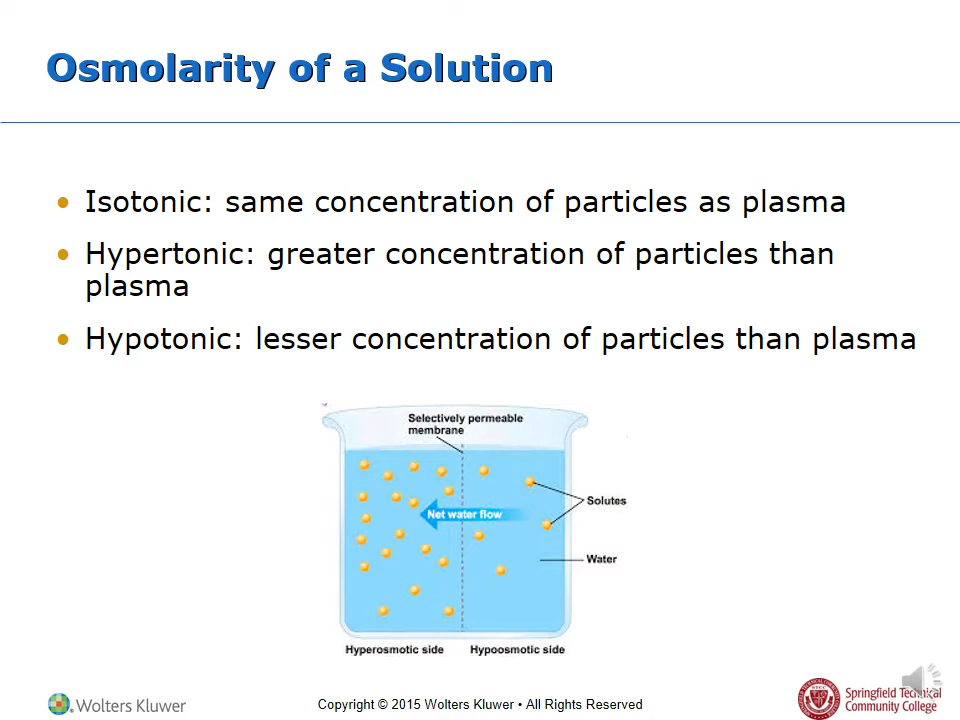 Osmolarity of a Solution
• Isotonic: same concentration of particles as plasma
• Hypertonic: greater concentration of particles than
plasma
• Hypotonic: lesser concentration of particles than plasma
Selectively permeable
membrane
Solutes
Net water flow
Water
Hyperosmotic side
Hypoosmotic side
Wolters Kluwer
Copyright © 2015 Wolters Kluwer • All Rights Reserved
Springfield Technical
Community College